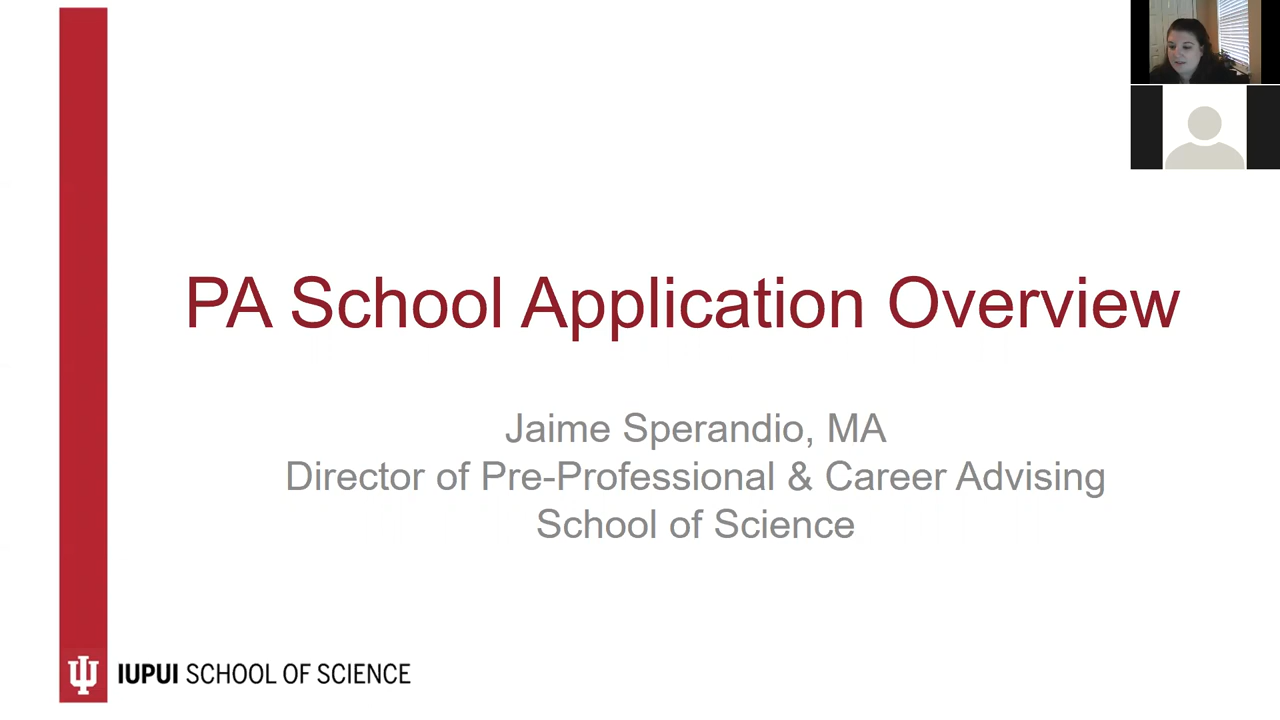 PA School Application Overview
Jaime Sperandio, MA
Director of Pre-Professional & Career Advising
School of Science
IUPUI SCHOOL OF SCIENCE